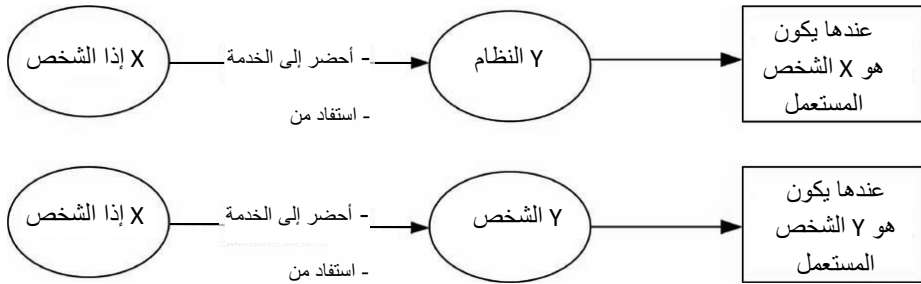 إذا الشخص X
- أحضر إلى الخدمة
- استفاد من
النظام Y
عندها يكون
الشخص X هو
المستعمل
إذا الشخص X
- أحضر إلى الخدمة
- استفاد من
الشخص Y
عندها يكون
الشخص Y هو
المستعمل